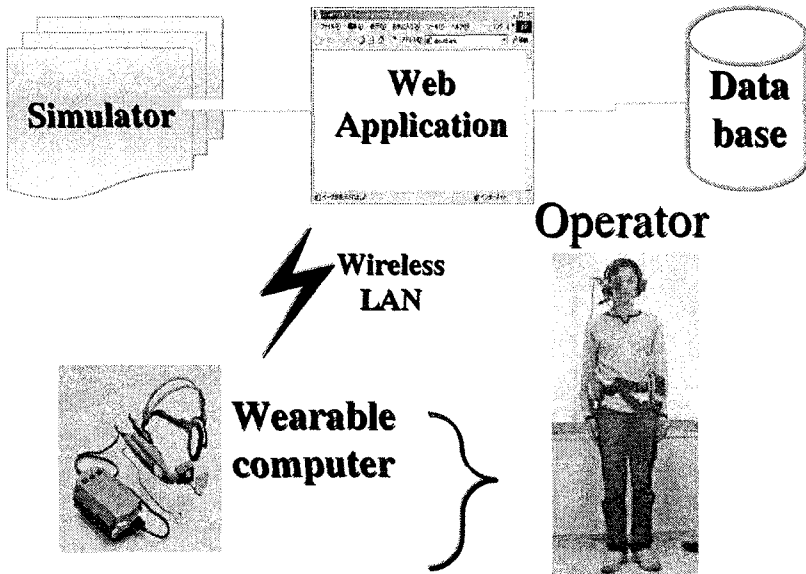 Simulator
Web
Application
Data
base
Wireless
LAN
Operator
Wearable
computer